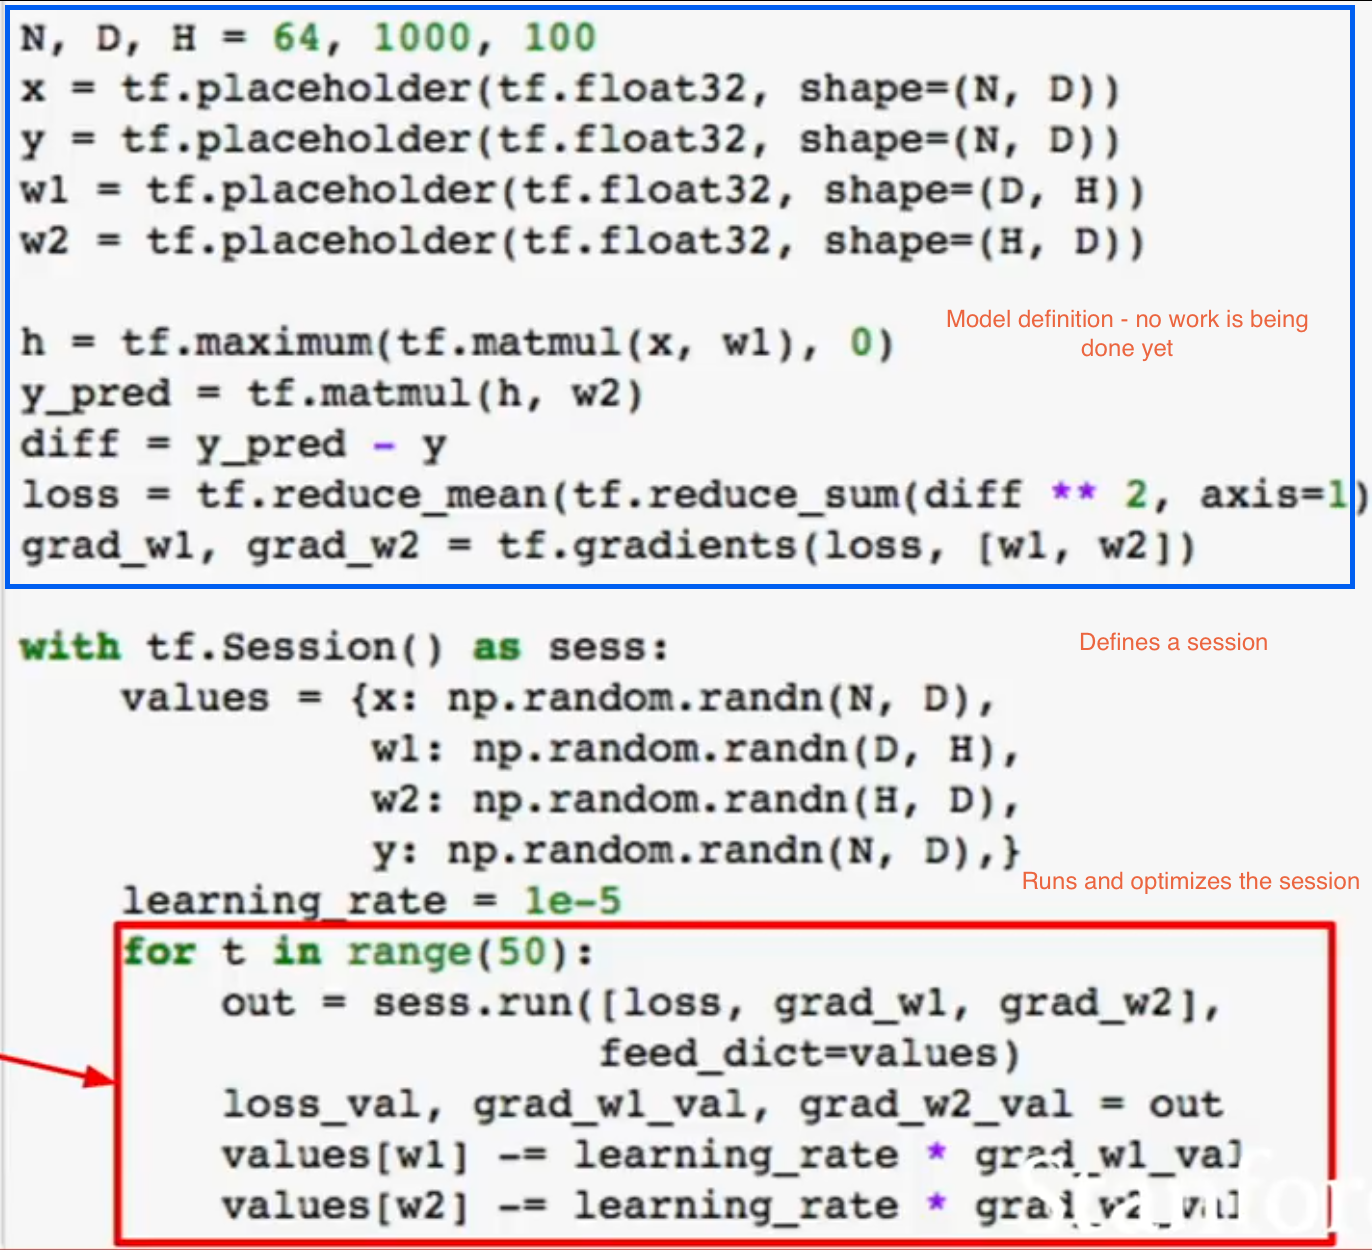 N, D, H = 64, 1000, 100
x = tf.placeholder(tf.float32, shape=(N, D))
y = tf.placeholder(tf.float32, shape=(N, D))
w1 = tf.placeholder(tf.float32, shape=(D, H))
w2 = tf.placeholder(tf.float32, shape=(H, D))
Model definition - no work is being
done yet
h = tf.maximum(tf.matmul(x, w1), 0)
y_pred = tf.matmul(h, w2)
diff = y_pred - y
loss = tf.reduce_mean(tf.reduce_sum(diff ** 2, axis=1)
grad_w1, grad_w2 = tf.gradients(loss, [w1, w2])
with tf.Session() as sess:
Defines a session
values = {x: np.random.randn(N, D),
w1: np.random.randn(D, H),
w2: np.random.randn(H, D),
y: np.random.randn(N, D),}
Runs and optimizes the session
learning_rate = 1e-5
for t in range(50):
out = sess.run([loss, grad_w1, grad_w2],
feed_dict=values)
loss_val, grad_w1_val, grad_w2_val = out
values[w1] -= learning_rate * grad_w1_val
values[w2] -= learning_rate * grad_w2_val
Stanfor